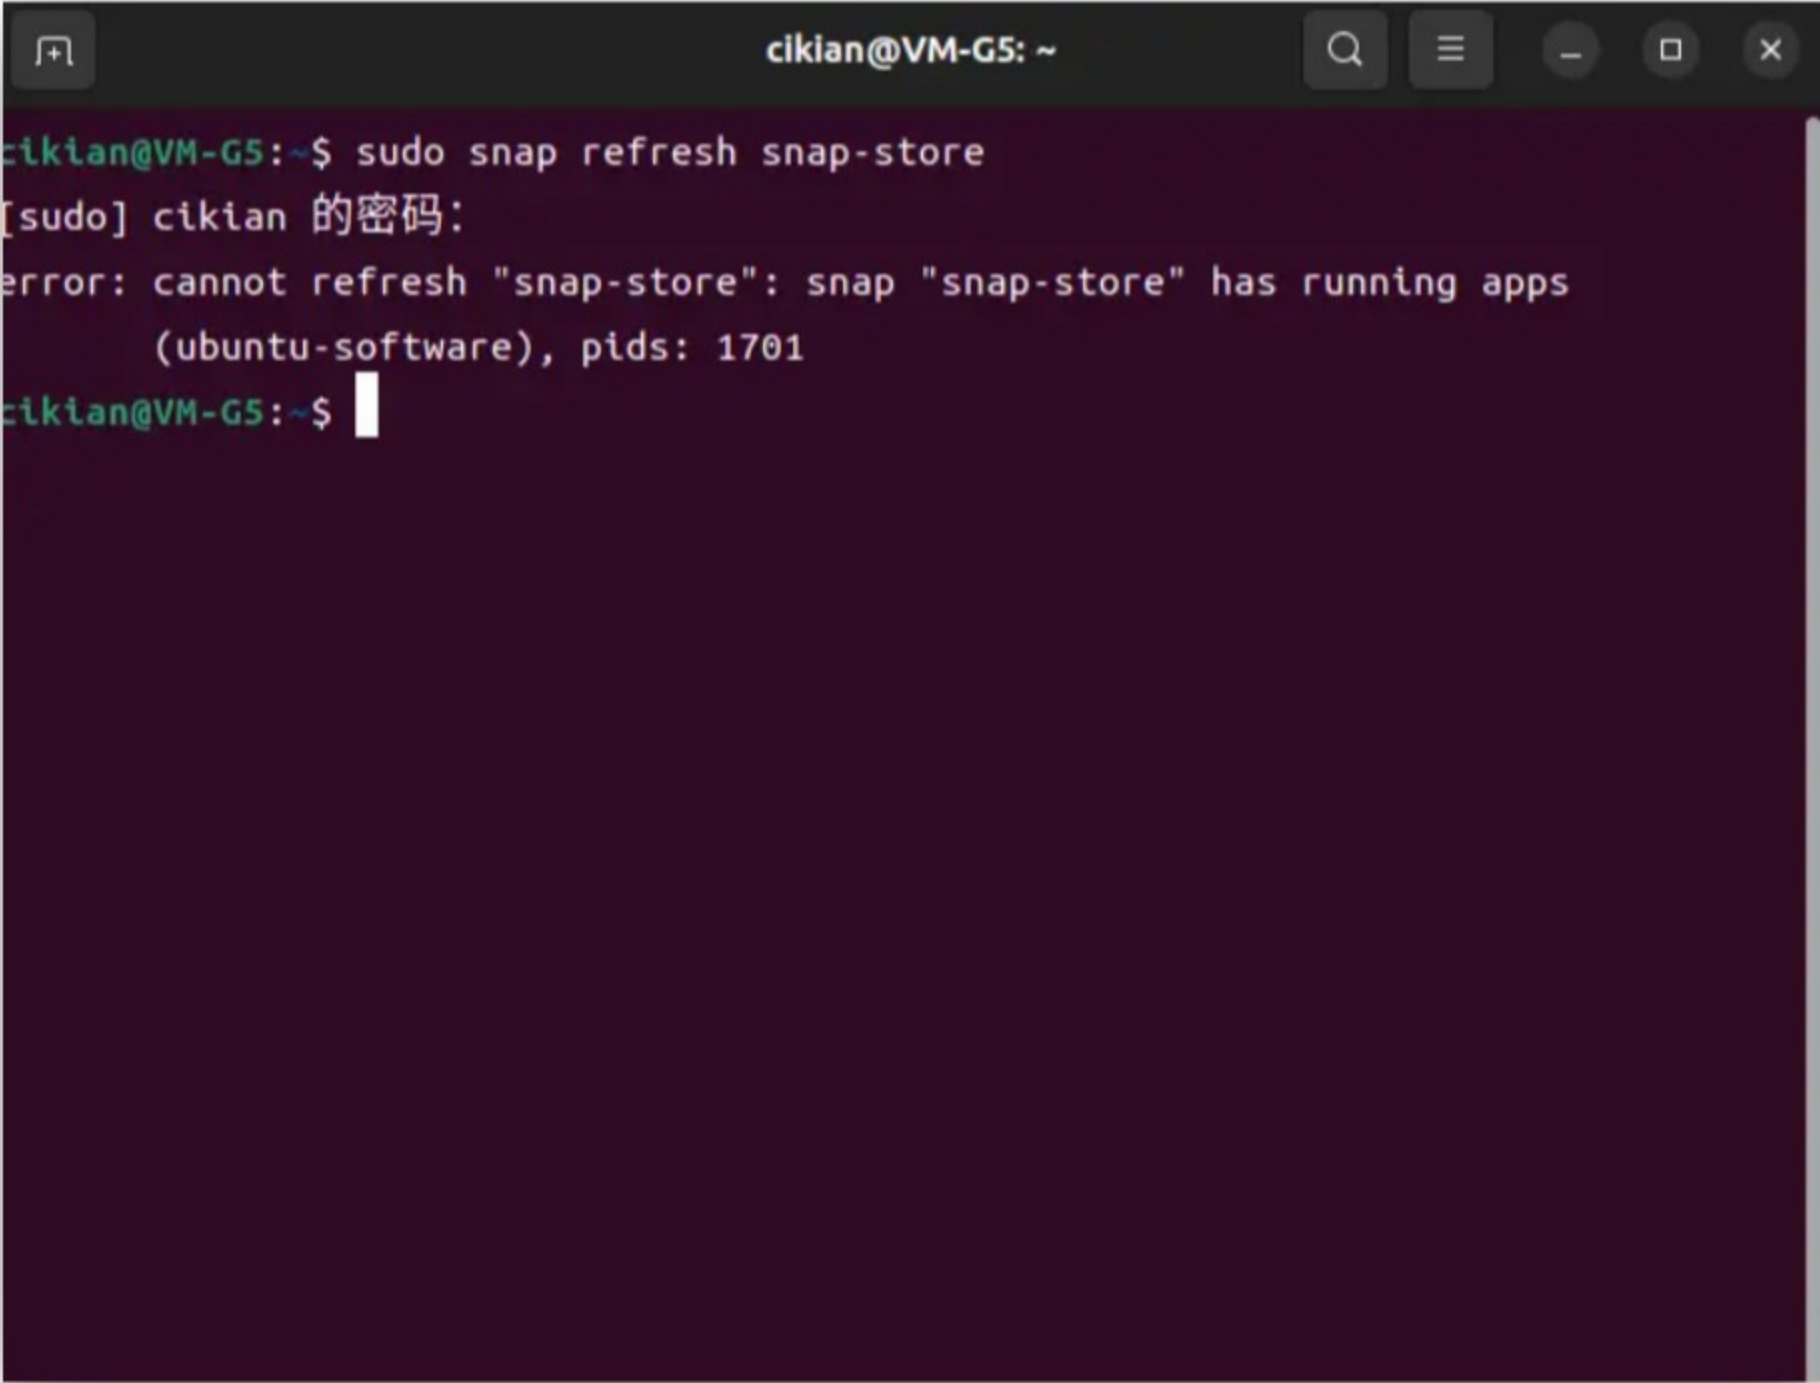 cikian@VM-G5: ~
cikian@VM-G5:~$ sudo snap refresh snap-store
[sudo] cikian 的密码：
error: cannot refresh "snap-store": snap "snap-store" has running apps
(ubuntu-software), pids: 1701
cikian@VM-G5:~$